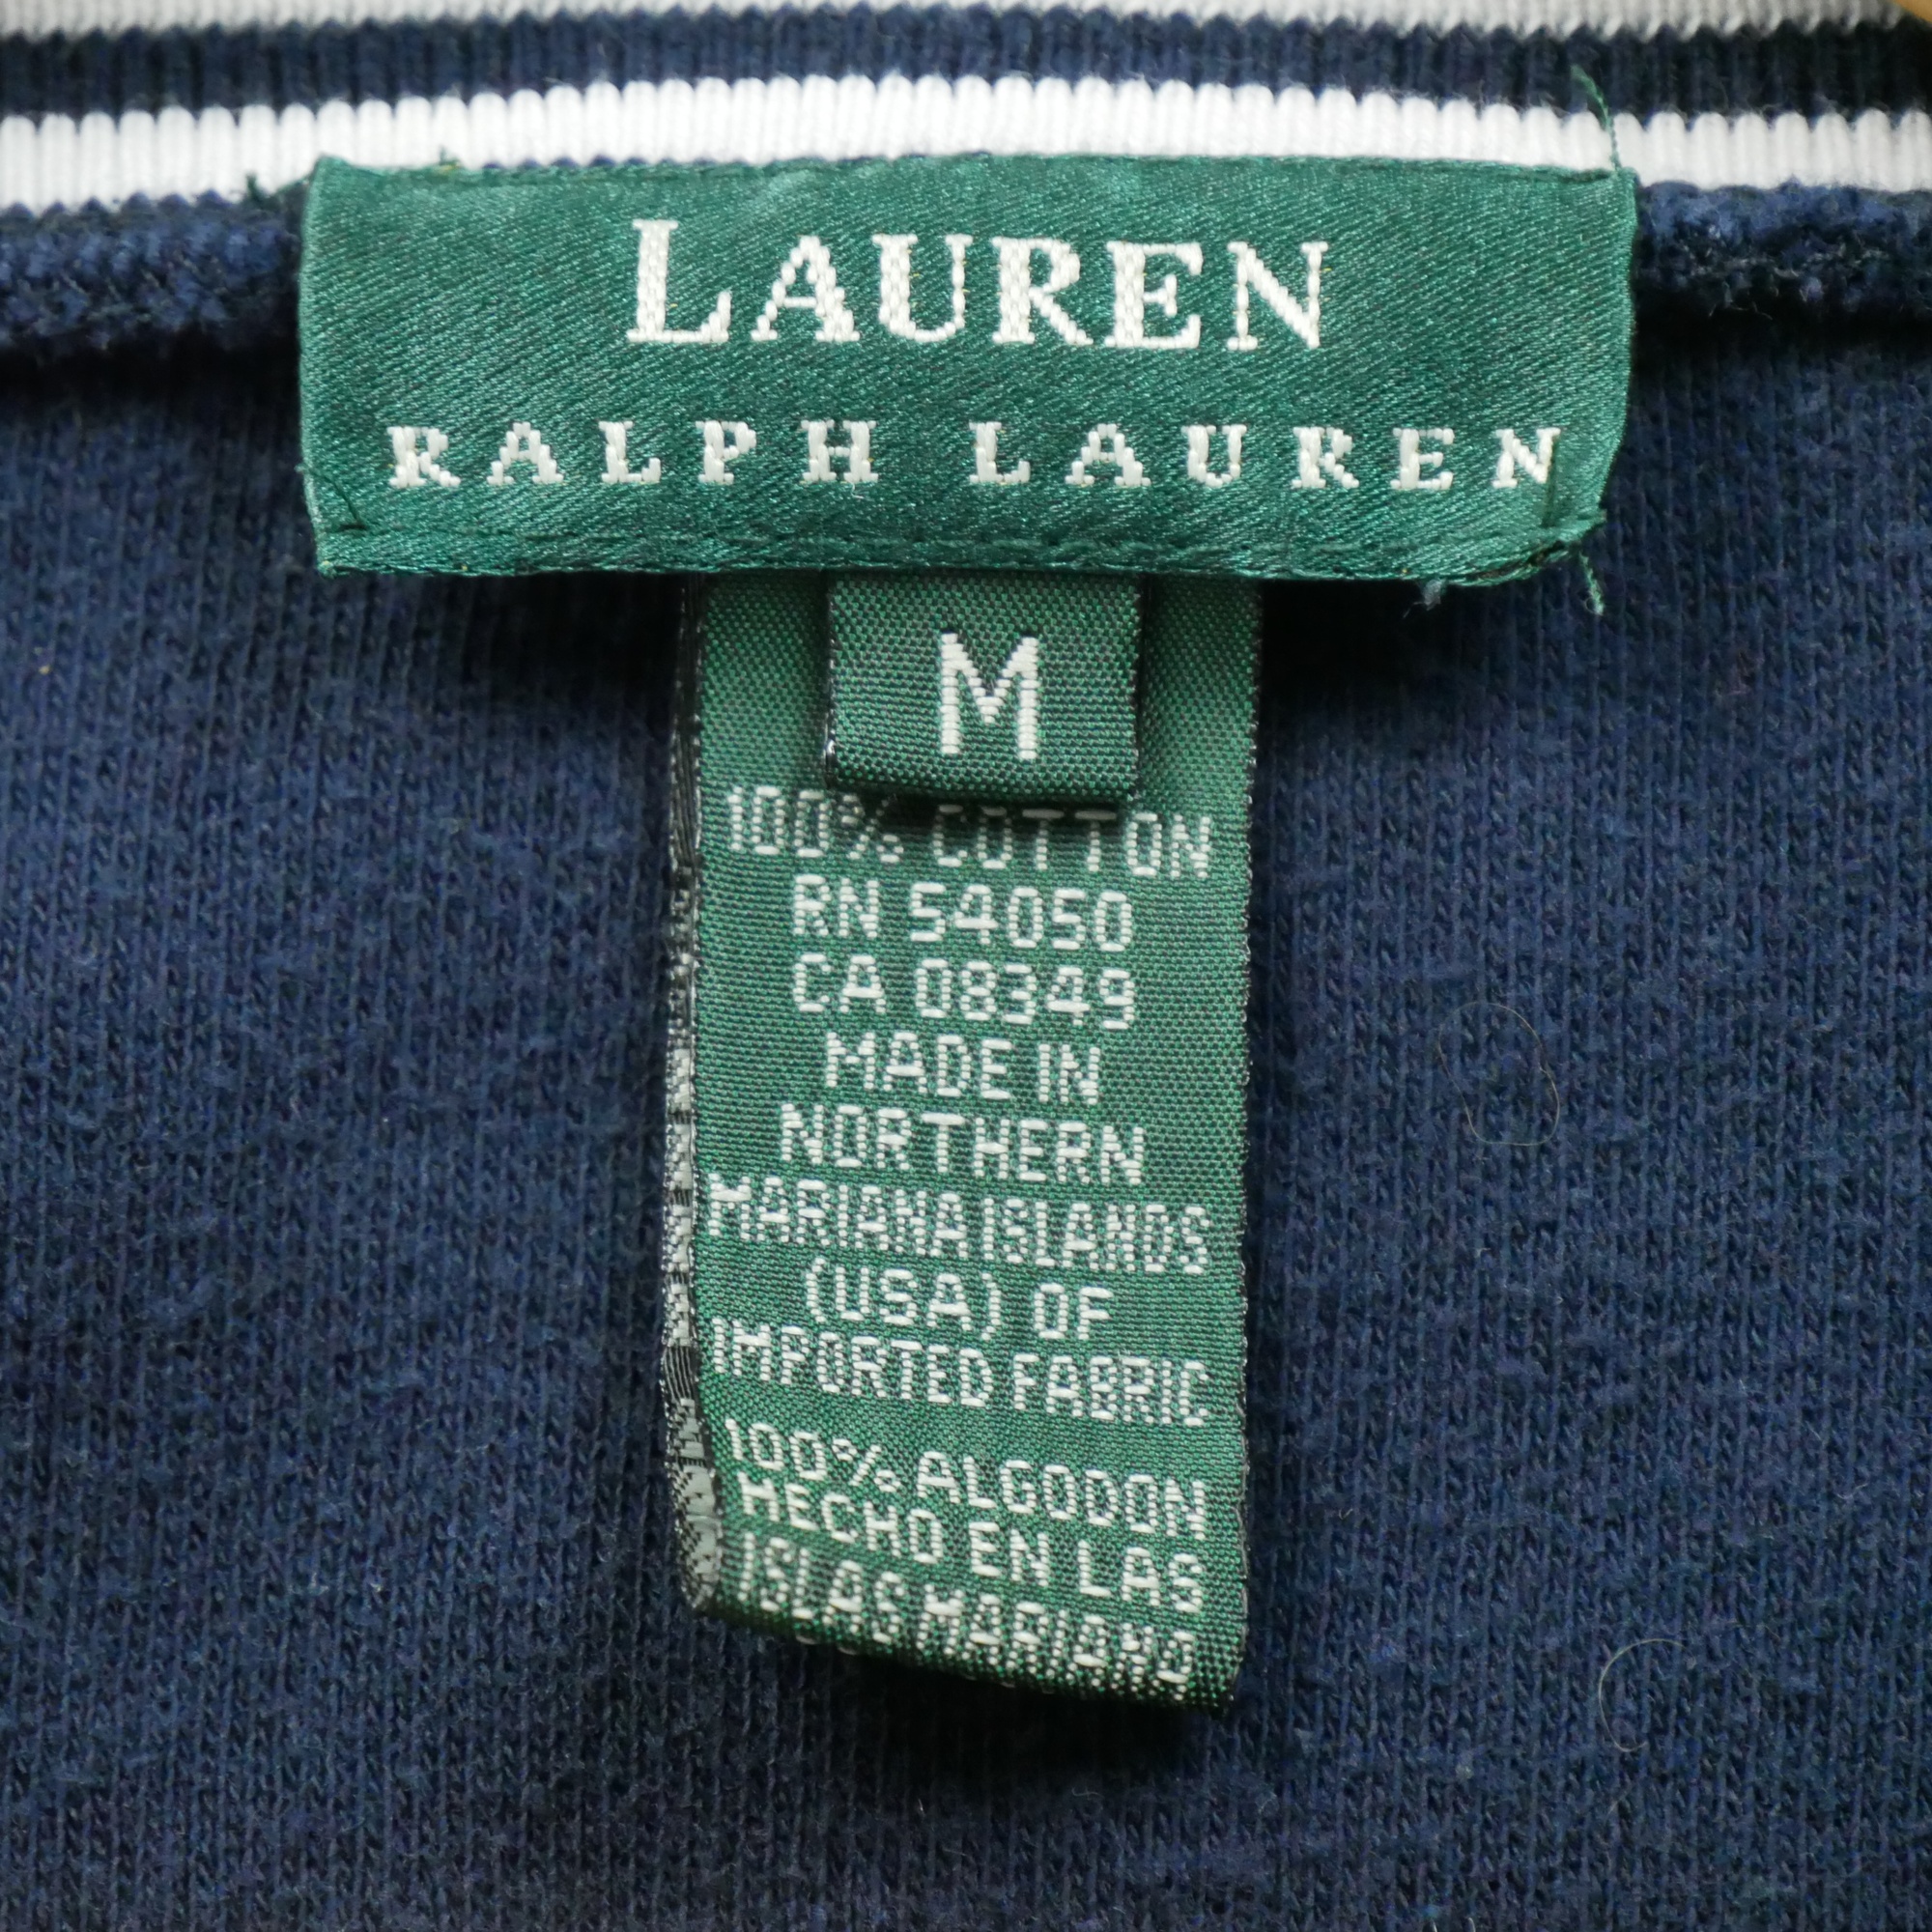 LAUREN
RALPH LAUREN
M
100% COTTON
RN 54050
CA 08349
MADE IN
NORTHERN
MARIANA ISLANDS
(USA) OF
IMPORTED FABRIC
100% ALGODON
HECHO EN LAS
ISLAS